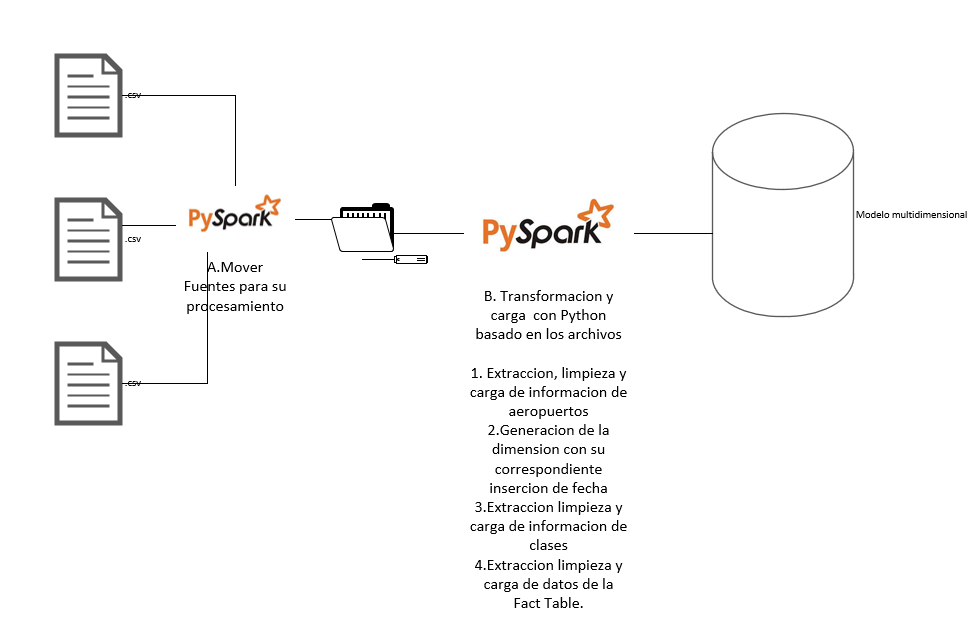 .csv
.csv
.csv
PySpark
A.Mover
Fuentes para su
procesamiento
PySpark
B. Transformacion y
carga con Python
basado en los archivos
1. Extraccion, limpieza y
carga de informacion de
aeropuertos
2.Generacion de la
dimension con su
correspondiente
insercion de fecha
3.Extraccion limpieza y
carga de informacion de
clases
4.Extraccion limpieza y
carga de datos de la
Fact Table.
Modelo multidimensional